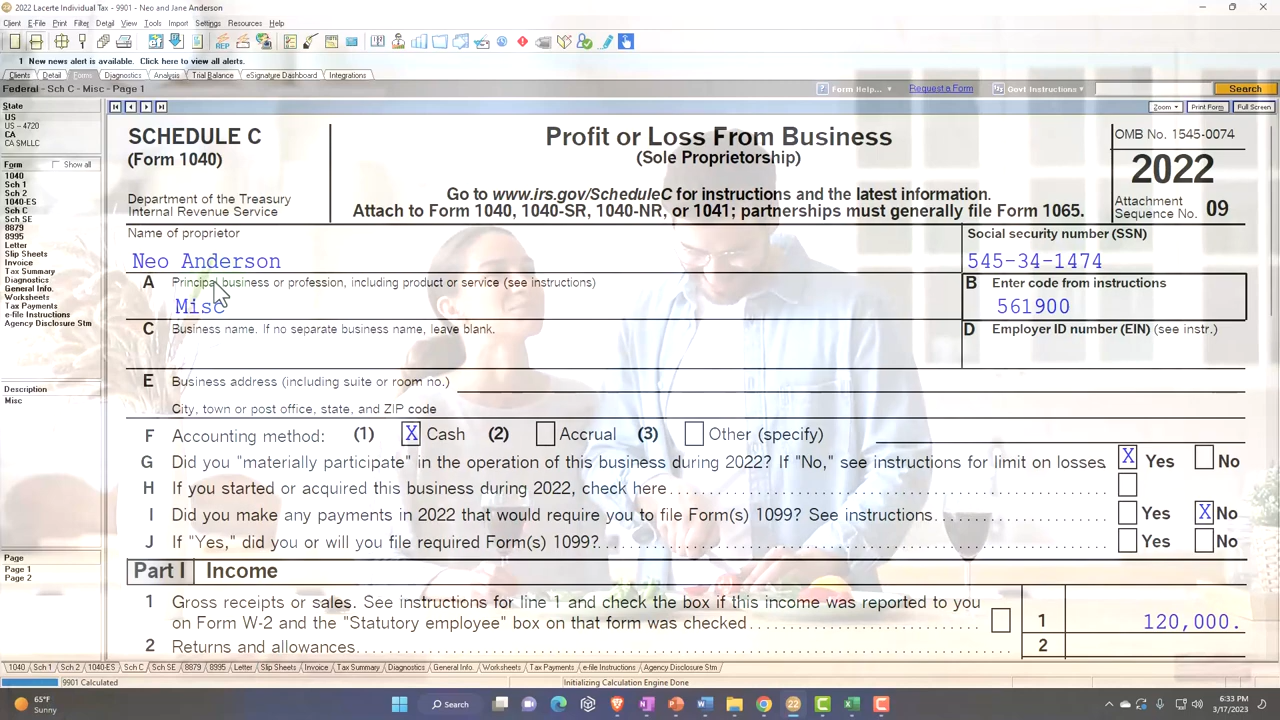 2022 Lacerte Individual Tax - 9901 - Neo and Jane Anderson
Client E-File Print Filter Detail View Tools Import Settings Resources Help
1 New news alert is available. Click here to view all alerts.
Clients Detail Forms Diagnostics Analysis Trial Balance eSignature Dashboard Integrations
Federal - Sch C - Misc - Page 1
Form Help... Request a Form Govt Instructions Search
State
US
US - 4720
CA
CA SMLLC
Form Show all
1040
Sch 1
Sch 2
1040-ES
Sch C
Sch SE
8879
8995
Letter
Slip Sheets
Invoice
Tax Summary
Diagnostics
General Info.
Worksheets
Tax Payments
e-file Instructions
Agency Disclosure Stm
Description
Misc
Page
Page 1
Page 2
Zoom Print Form Full Screen
SCHEDULE C
(Form 1040)
Department of the Treasury
Internal Revenue Service
Profit or Loss From Business
(Sole Proprietorship)
Go to www.irs.gov/ScheduleC for instructions and the latest information.
Attach to Form 1040, 1040-SR, 1040-NR, or 1041; partnerships must generally file Form 1065.
OMB No. 1545-0074
2022
Attachment
Sequence No. 09
Name of proprietor
Neo Anderson
Social security number (SSN)
545-34-1474
A Principal business or profession, including product or service (see instructions)
Misc
B Enter code from instructions
561900
C Business name. If no separate business name, leave blank.
D Employer ID number (EIN) (see instr.)
E Business address (including suite or room no.)
City, town or post office, state, and ZIP code
F Accounting method: (1) X Cash (2) Accrual (3) Other (specify)
G Did you "materially participate" in the operation of this business during 2022? If "No," see instructions for limit on losses. X Yes No
H If you started or acquired this business during 2022, check here
I Did you make any payments in 2022 that would require you to file Form(s) 1099? See instructions Yes X No
J If "Yes," did you or will you file required Form(s) 1099? Yes No
Part I Income
1 Gross receipts or sales. See instructions for line 1 and check the box if this income was reported to you
on Form W-2 and the "Statutory employee" box on that form was checked 1 120,000.
2 Returns and allowances 2
1040 Sch 1 Sch 2 1040-ES Sch C Sch SE 8879 8995 Letter Slip Sheets Invoice Tax Summary Diagnostics General Info. Worksheets Tax Payments e-file Instructions Agency Disclosure Stm
9901 Calculated Initializing Calculation Engine Done
65°F
Sunny
Search
6:33 PM
3/17/2023